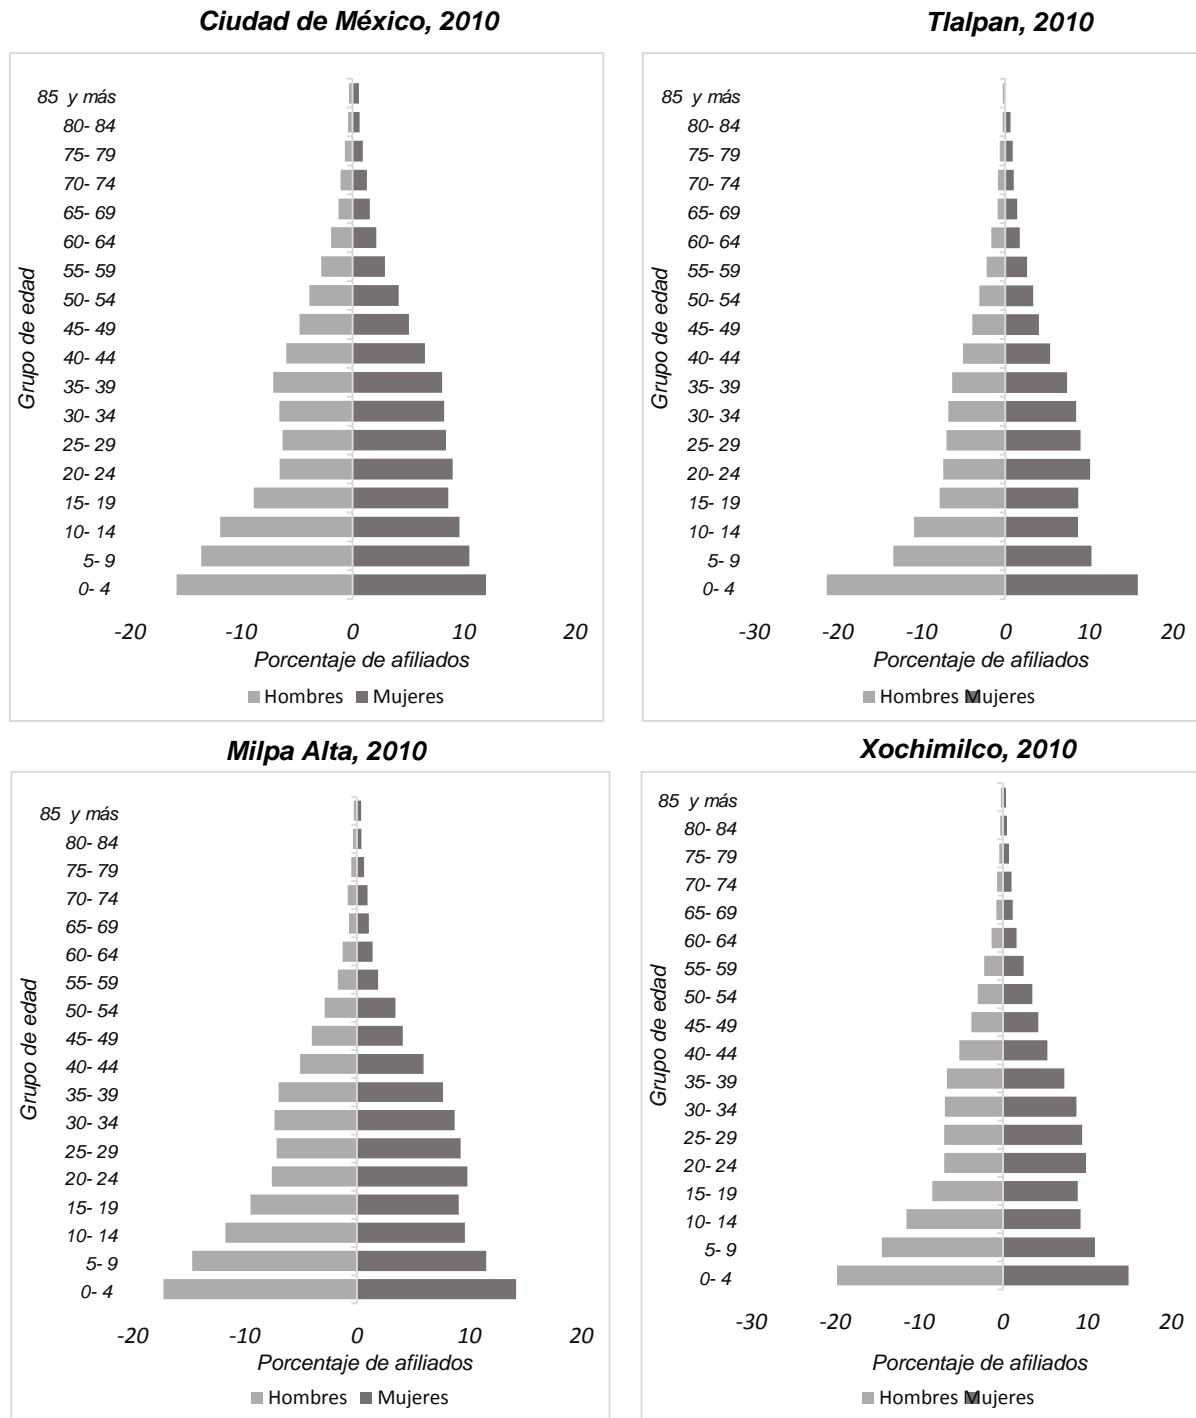 Ciudad de México, 2010
85 y más
80- 84
75- 79
70- 74
65- 69
60- 64
55- 59
50- 54
45- 49
40- 44
35- 39
30- 34
25- 29
20- 24
15- 19
10- 14
5- 9
0- 4
Grupo de edad
-20 -10 0 10 20
Porcentaje de afiliados
Hombres Mujeres
Tlalpan, 2010
85 y más
80- 84
75- 79
70- 74
65- 69
60- 64
55- 59
50- 54
45- 49
40- 44
35- 39
30- 34
25- 29
20- 24
15- 19
10- 14
5- 9
0- 4
Grupo de edad
-30 -20 -10 0 10 20
Porcentaje de afiliados
Hombres Mujeres
Milpa Alta, 2010
85 y más
80- 84
75- 79
70- 74
65- 69
60- 64
55- 59
50- 54
45- 49
40- 44
35- 39
30- 34
25- 29
20- 24
15- 19
10- 14
5- 9
0- 4
Grupo de edad
-20 -10 0 10 20
Porcentaje de afiliados
Hombres Mujeres
Xochimilco, 2010
85 y más
80- 84
75- 79
70- 74
65- 69
60- 64
55- 59
50- 54
45- 49
40- 44
35- 39
30- 34
25- 29
20- 24
15- 19
10- 14
5- 9
0- 4
Grupo de edad
-30 -20 -10 0 10 20
Porcentaje de afiliados
Hombres Mujeres